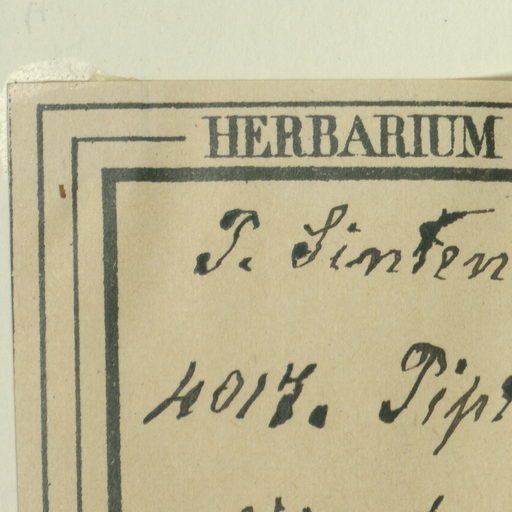 HERBARIUM
P. Sinten
4017. Pip